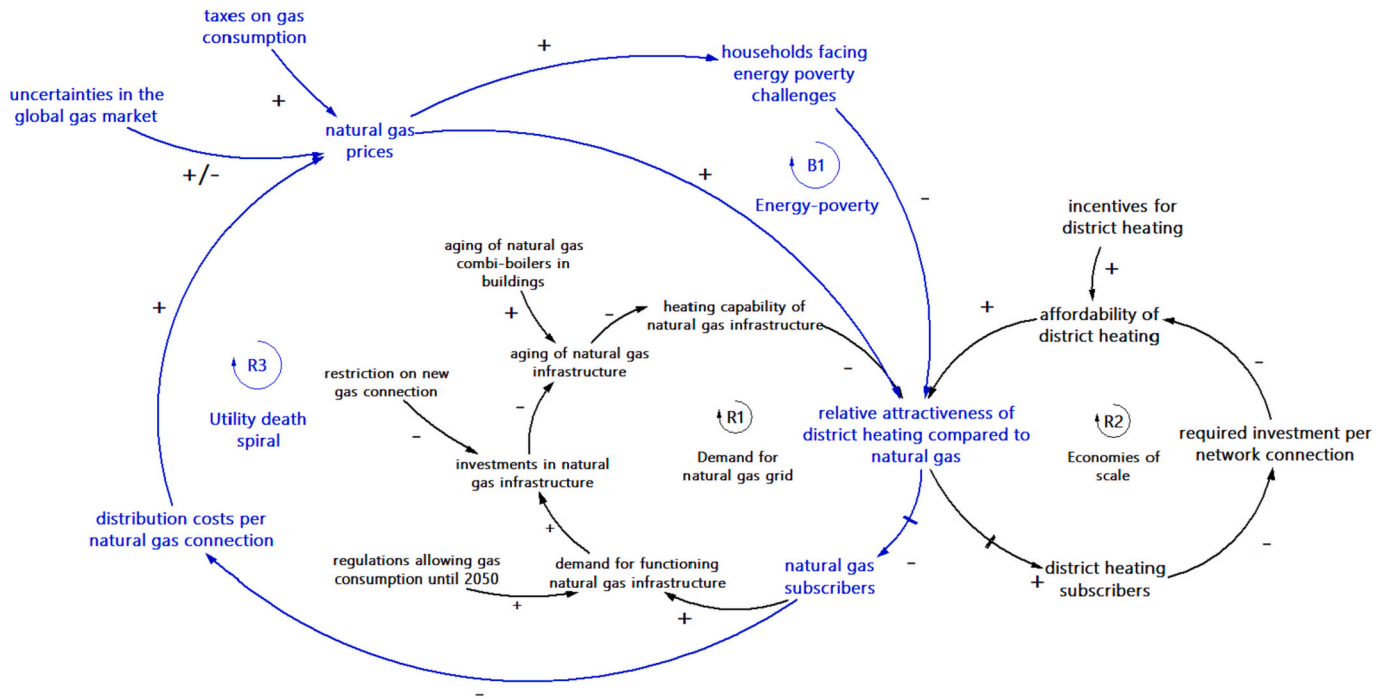 taxes on gas
consumption
+
+
households facing
energy poverty
challenges
uncertainties in the
global gas market
+/-
natural gas
prices
+
B1
Energy-poverty
-
incentives for
district heating
+
aging of natural gas
combi-boilers in
buildings
+
-
heating capability of
natural gas infrastructure
+
affordability of
district heating
+
R3
Utility death
spiral
restriction on new
gas connection
-
aging of natural gas
infrastructure
-
-
-
R1
Demand for
natural gas grid
relative attractiveness of
district heating compared to
natural gas
R2
Economies of
scale
required investment per
network connection
investments in natural
gas infrastructure
+
distribution costs per
natural gas connection
regulations allowing gas
consumption until 2050
+
demand for functioning
natural gas infrastructure
+
natural gas
subscribers
-
+
district heating
subscribers
-
-